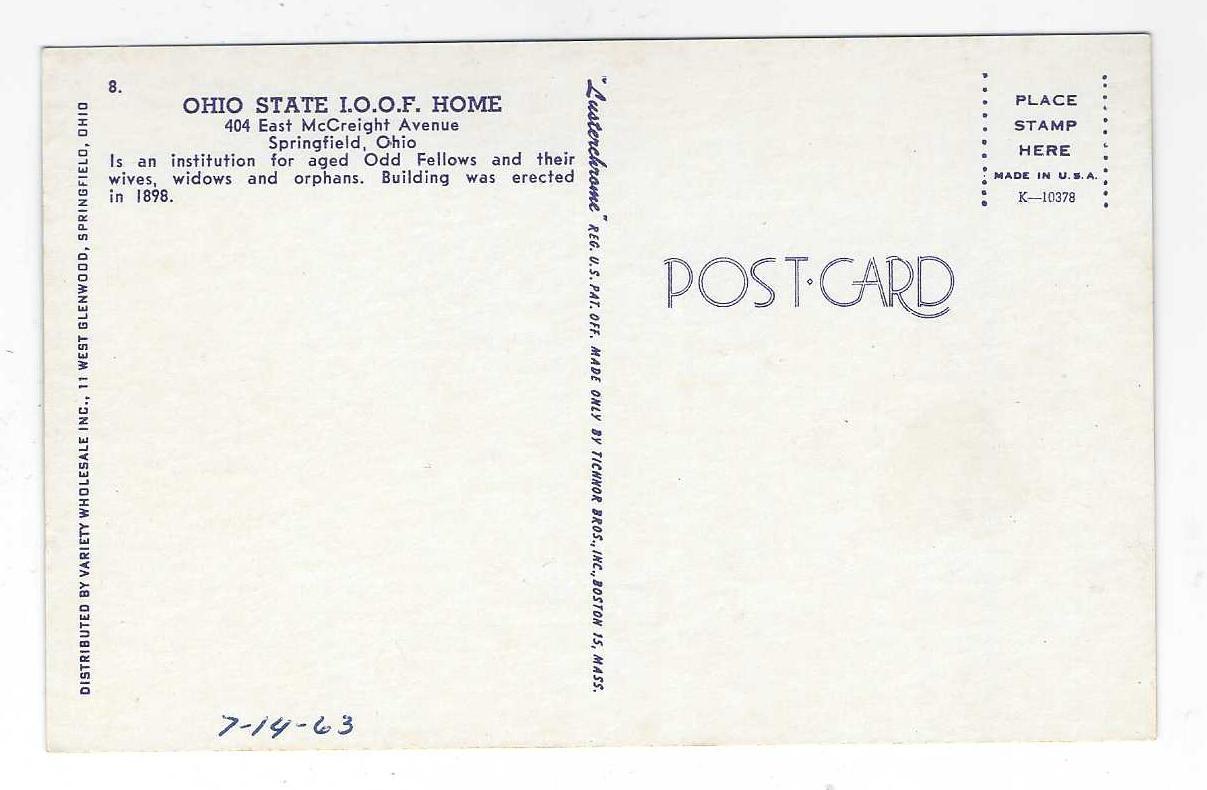 8.
OHIO STATE I.O.O.F. HOME
404 East McCreight Avenue
Springfield, Ohio
Is an institution for aged Odd Fellows and their
wives, widows and orphans. Building was erected
in 1898.
DISTRIBUTED BY VARIETY WHOLESALE INC., 11 WEST GLENWOOD, SPRINGFIELD, OHIO
"Lusterchrome" REG. U.S. PAT. OFF. MADE ONLY BY TICHNOR BROS., INC., BOSTON 15, MASS.
PLACE
STAMP
HERE
MADE IN U.S.A.
K—10378
POST·CARD
7-14-63